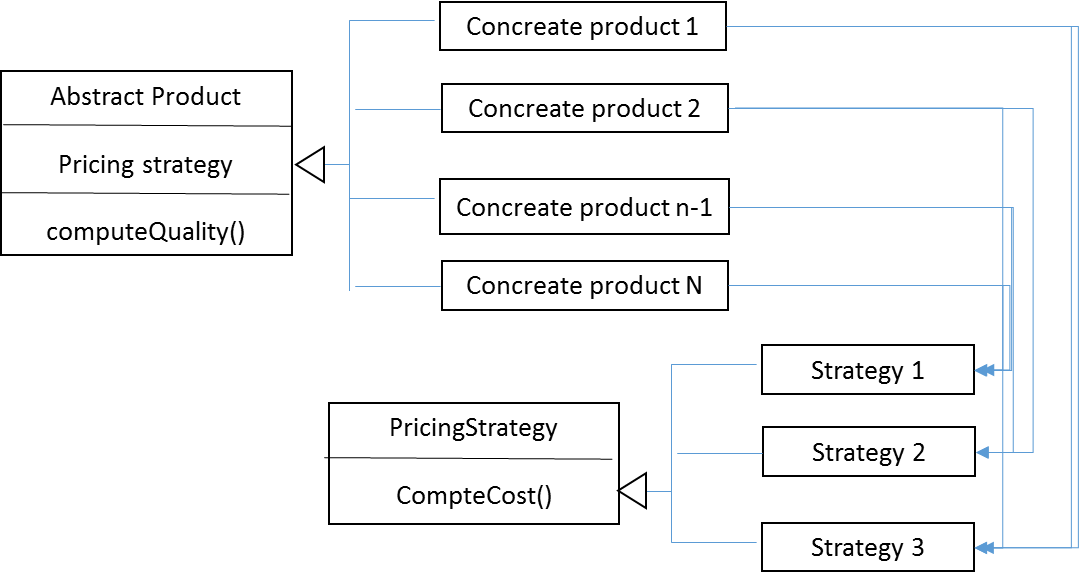 Abstract Product
Pricing strategy
computeQuality()
Concreate product 1
Concreate product 2
Concreate product n-1
Concreate product N
PricingStrategy
CompteCost()
Strategy 1
Strategy 2
Strategy 3